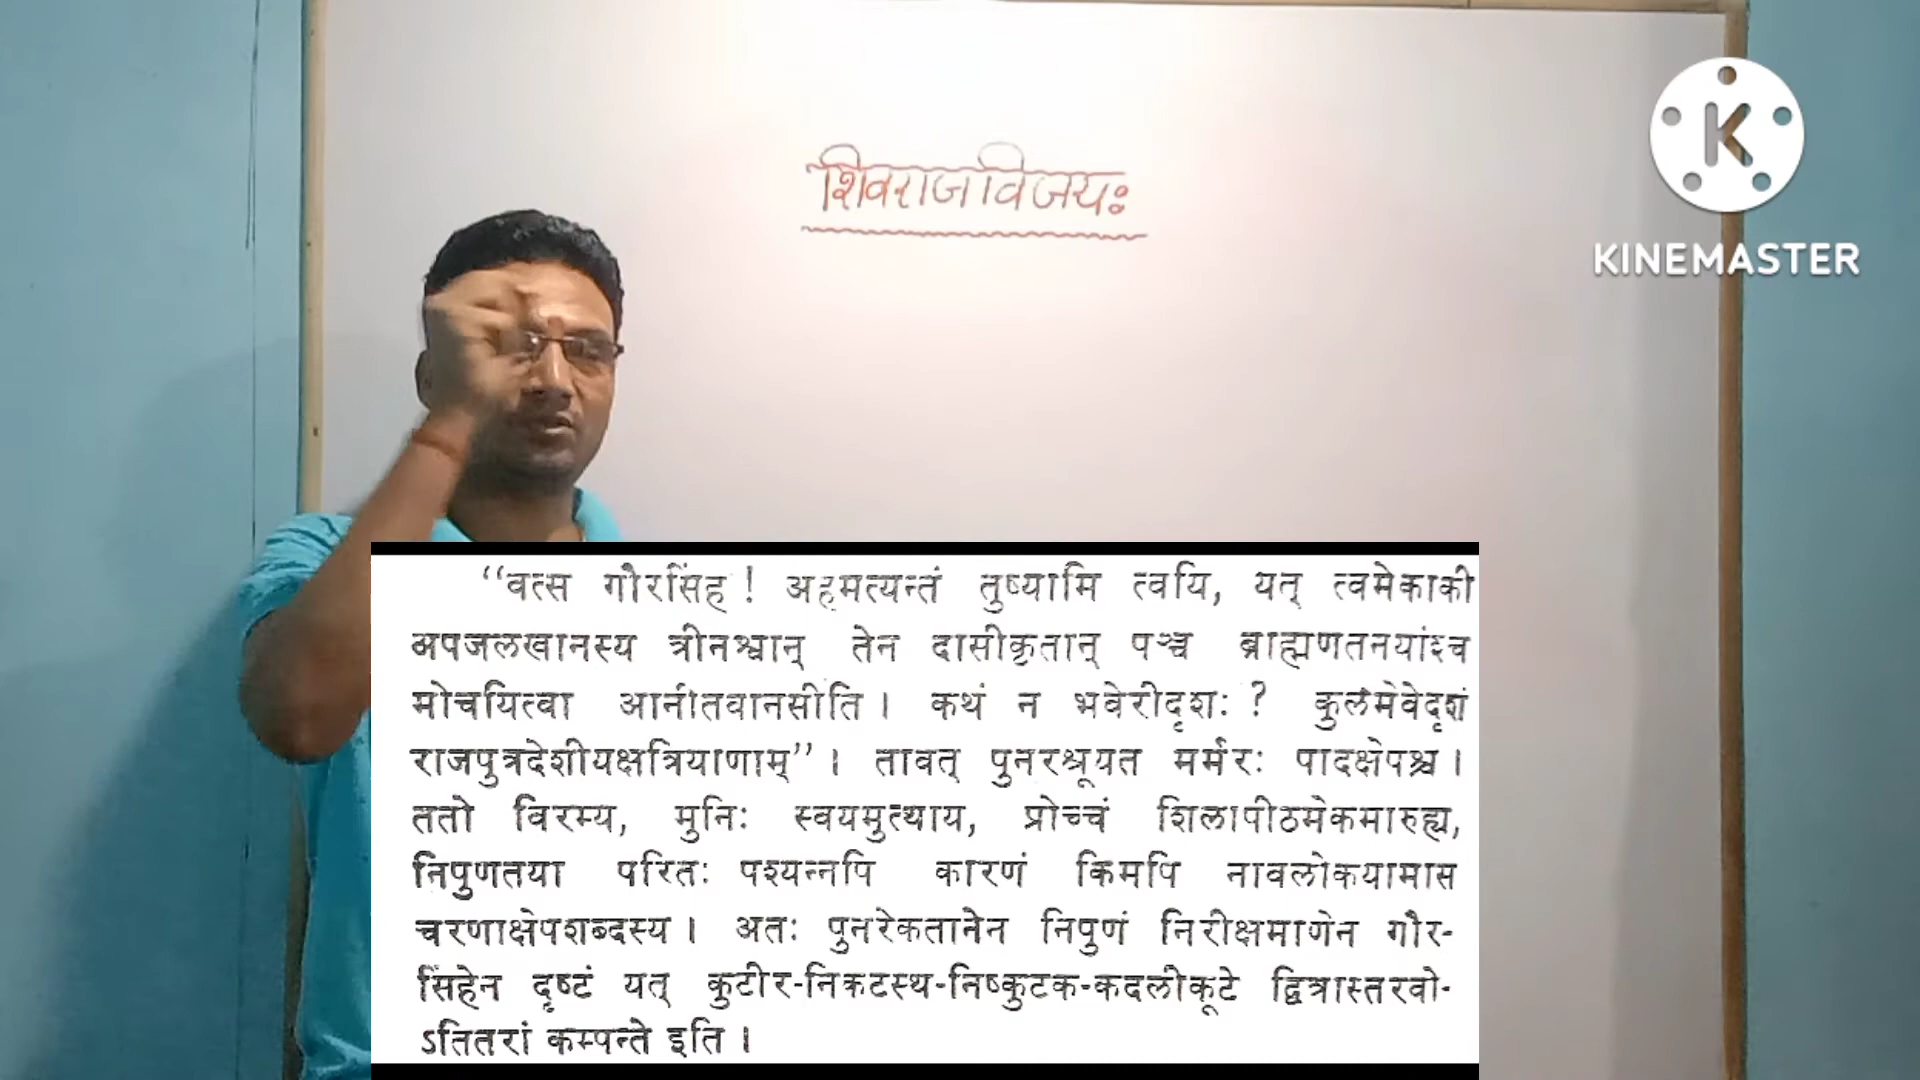 शिवराजविजयः
KINEMASTER
“वत्स गौरसिंह ! अहमत्यन्तं तुष्यामि त्वयि, यत् त्वमेकाकी
अपजलखानस्य त्रीनश्वान् तेन दासीकृतान् पञ्च ब्राह्मणतनयांश्च
मोचयित्वा आनीतवानसीति । कथं न भवेरीदृशः ? कुलमेवेदृशं
राजपुत्रदेशीयक्षत्रियाणाम्” । तावत् पुनरश्रूयत मर्मरः पादक्षेपश्च ।
ततो विरम्य, मुनिः स्वयमुत्थाय, प्रोच्चं शिलापीठमेकमारुह्य,
निपुणतया परितः पश्यन्नपि कारणं किमपि नावलोकयामास
चरणाक्षेपशब्दस्य । अतः पुनरेकतानेन निपुणं निरीक्षमाणेन गौर-
सिंहेन दृष्टं यत् कुटीर-निकटस्थ-निष्कुटक-कदलीकूटे द्वित्रास्तरवो-
ऽतितरां कम्पन्ते इति ।